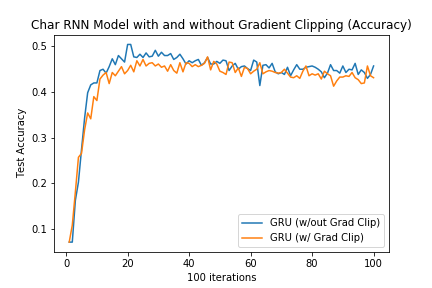 Char RNN Model with and without Gradient Clipping (Accuracy)
0.5
0.4
0.3
0.2
0.1
Test Accuracy
0 20 40 60 80 100
100 iterations
GRU (w/out Grad Clip)
GRU (w/ Grad Clip)